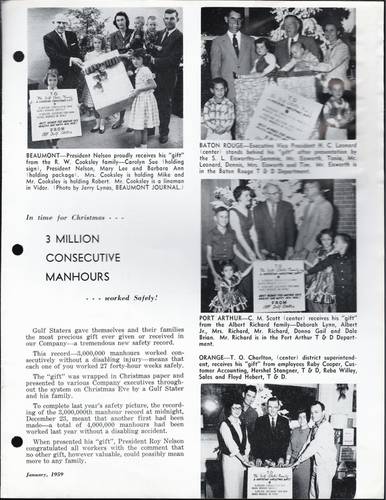 BEAUMONT—President Nelson proudly receives his "gift"
from the R. W. Cooksley family—Carolyn Sue (holding
sign), President Nelson, Mary Lee and Barbara Ann
(holding package). Mrs. Cooksley is holding Mike and
Mr. Cooksley is holding Robert. Mr. Cooksley is a lineman
in Vidor. (Photo by Jerry Lynas, BEAUMONT JOURNAL.)
In time for Christmas - - -
3 MILLION
CONSECUTIVE
MANHOURS
. . . worked Safely!
Gulf Staters gave themselves and their families
the most precious gift ever given or received in
our Company—a tremendous new safety record.
This record—3,000,000 manhours worked con-
secutively without a disabling injury—means that
each one of you worked 27 forty-hour weeks safely.
The "gift" was wrapped in Christmas paper and
presented to various Company executives through-
out the system on Christmas Eve by a Gulf Stater
and his family.
To complete last year's safety picture, the record-
ing of the 3,000,000th manhour record at midnight,
December 23, meant that another first had been
made—a total of 4,000,000 manhours had been
worked last year without a disabling accident.
When presented his "gift", President Roy Nelson
congratulated all workers with the comment that
no other gift, however valuable, could possibly mean
more to any family.
January, 1959
BATON ROUGE—Executive Vice President H. C. Leonard
(center) stands behind his "gift" after presentation by
the S. L. Eisworths—Sammie, Mr. Eisworth, Tonia, Mr.
Leonard, Dennis, Mrs. Eisworth and Tim. Mr. Eisworth is
in the Baton Rouge T & D Department.
PORT ARTHUR—C. M. Scott (center) receives his "gift"
from the Albert Richard family—Deborah Lynn, Albert
Jr., Mrs. Richard, Mr. Richard, Donna Gail and Dale
Brian. Mr. Richard is in the Port Arthur T & D Depart-
ment.
ORANGE—T. O. Charlton, (center) district superintend-
ent, receives his "gift" from employees Ruby Cooper, Cus-
tomer Accounting, Hershel Stanger, T & D, Reba Willey,
Sales and Floyd Hebert, T & D.